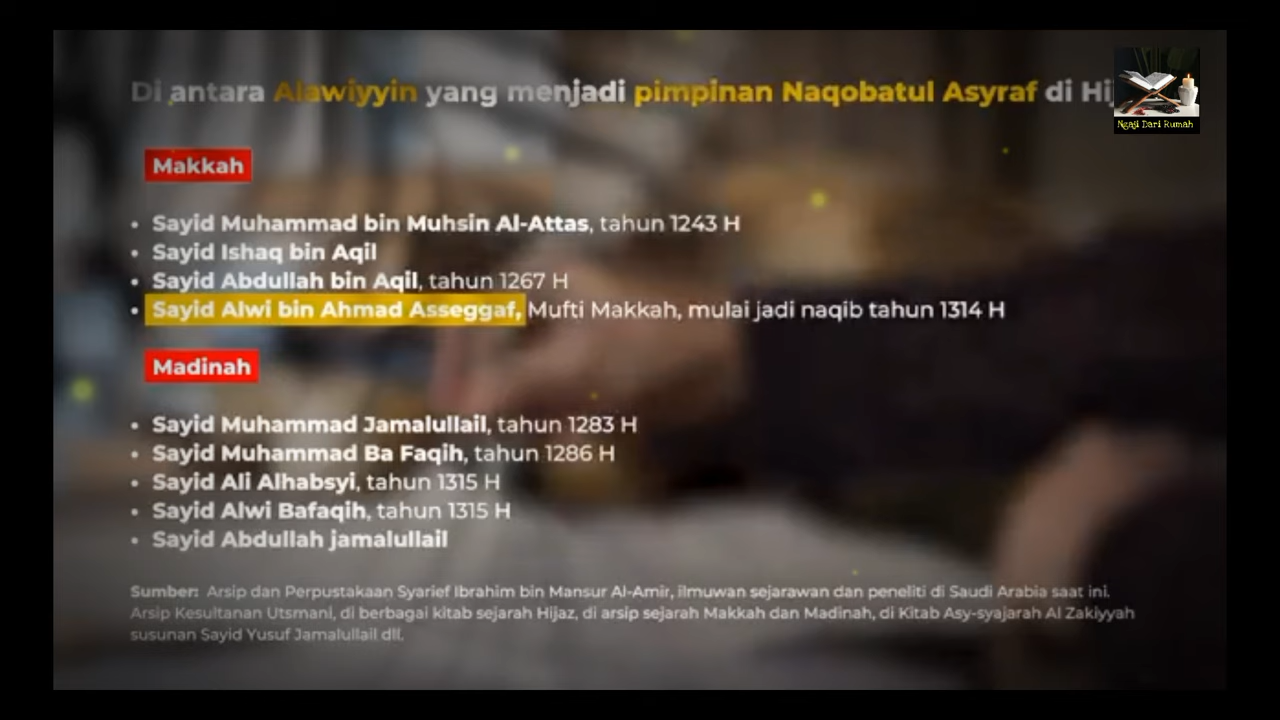 Di antara Alawiyyin yang menjadi pimpinan Naqobatul Asyraf di
Ngaji Dari Rumah
Makkah
• Sayid Muhammad bin Muhsin Al-Attas, tahun 1243 H
• Sayid Ishaq bin Aqil
• Sayid Abdullah bin Aqil, tahun 1267 H
• Sayid Alwi bin Ahmad Asseggaf, Mufti Makkah, mulai jadi naqib tahun 1314 H
Madinah
• Sayid Muhammad Jamalullail, tahun 1283 H
• Sayid Muhammad Ba Faqih, tahun 1286 H
• Sayid Ali Alhabsyi, tahun 1315 H
• Sayid Alwi Bafaqih, tahun 1315 H
• Sayid Abdullah jamalullail
Sumber: Arsip dan Perpustakaan Syarief Ibrahim bin Mansur Al-Amir, ilmuwan sejarawan dan peneliti di Saudi Arabia saat ini.
Arsip Kesultanan Utsmani, di berbagai kitab sejarah Hijaz, di arsip sejarah Makkah dan Madinah, di Kitab Asy-syajarah Al Zakiyyah
susunan Sayid Yusuf Jamalullail dll.